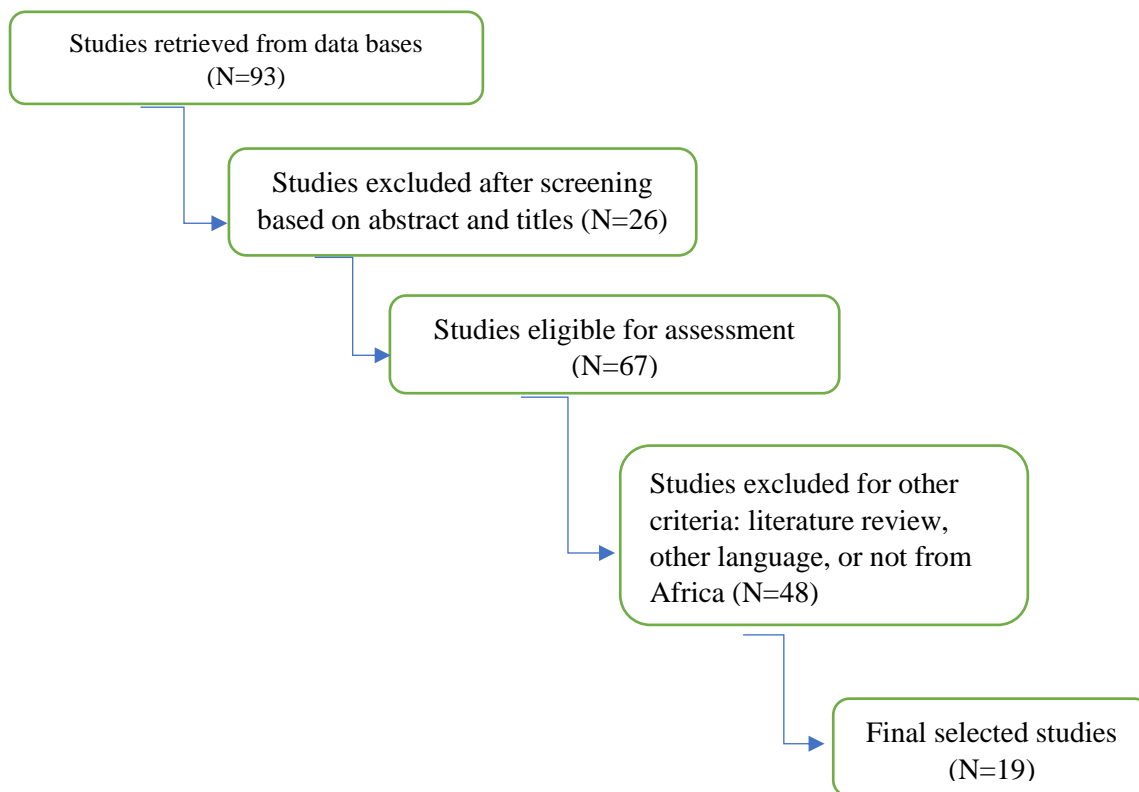 Studies retrieved from data bases
(N=93)
Studies excluded after screening
based on abstract and titles (N=26)
Studies eligible for assessment
(N=67)
Studies excluded for other
criteria: literature review,
other language, or not from
Africa (N=48)
Final selected studies
(N=19)